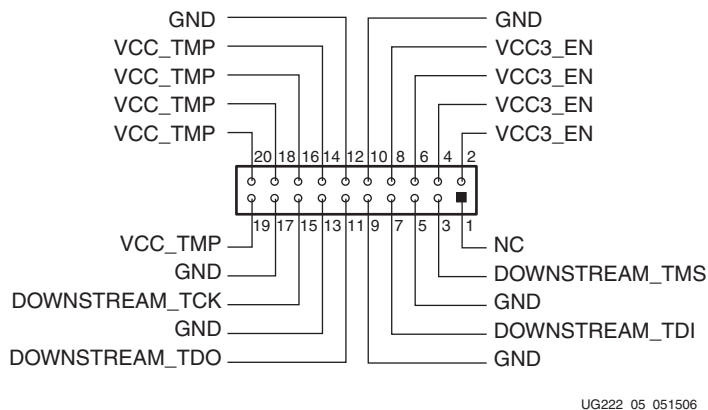 GND GND
VCC_TMP VCC3_EN
VCC_TMP VCC3_EN
VCC_TMP VCC3_EN
VCC_TMP VCC3_EN
20 18 16 14 12 10 8 6 4 2
19 17 15 13 11 9 7 5 3 1
VCC_TMP NC
GND DOWNSTREAM_TMS
DOWNSTREAM_TCK GND
GND DOWNSTREAM_TDI
DOWNSTREAM_TDO GND
UG222_05_051506